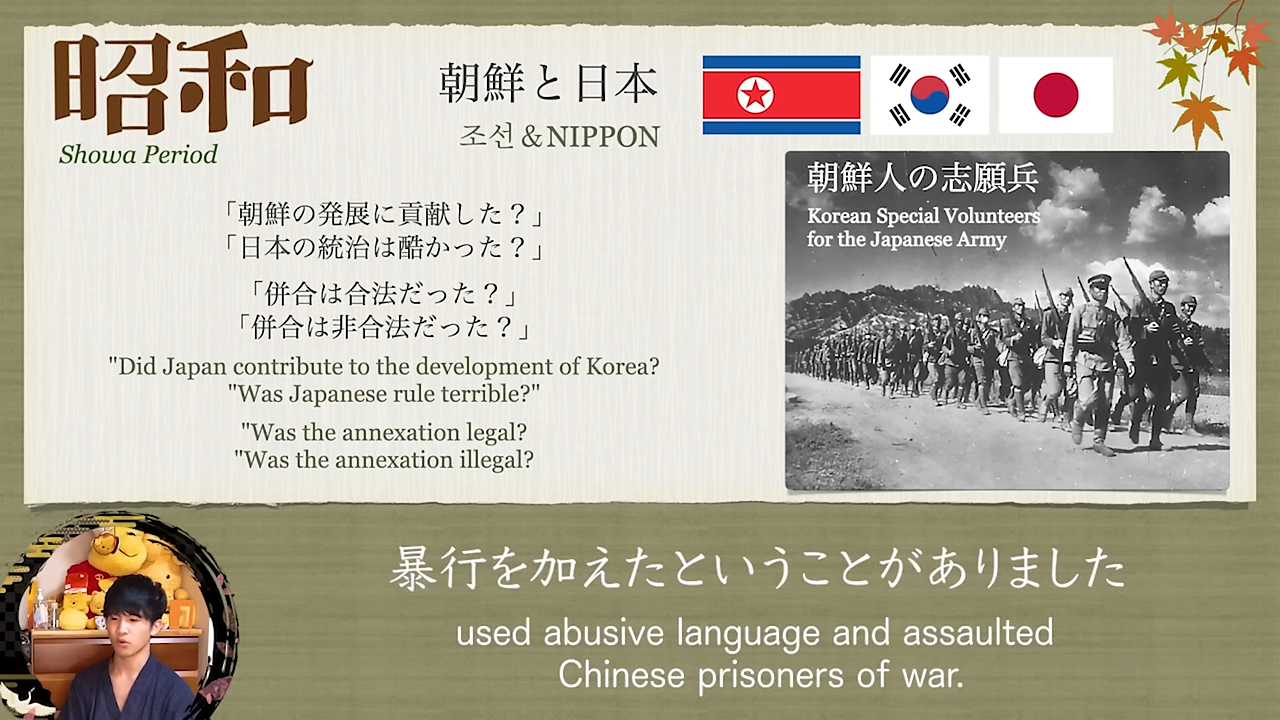 昭和
Showa Period
朝鮮と日本
조선＆NIPPON
「朝鮮の発展に貢献した？」
「日本の統治は酷かった？」
「併合は合法だった？」
「併合は非合法だった？」
"Did Japan contribute to the development of Korea?
"Was Japanese rule terrible?"
"Was the annexation legal?
"Was the annexation illegal?
朝鮮人の志願兵
Korean Special Volunteers
for the Japanese Army
暴行を加えたということがありました
used abusive language and assaulted
Chinese prisoners of war.